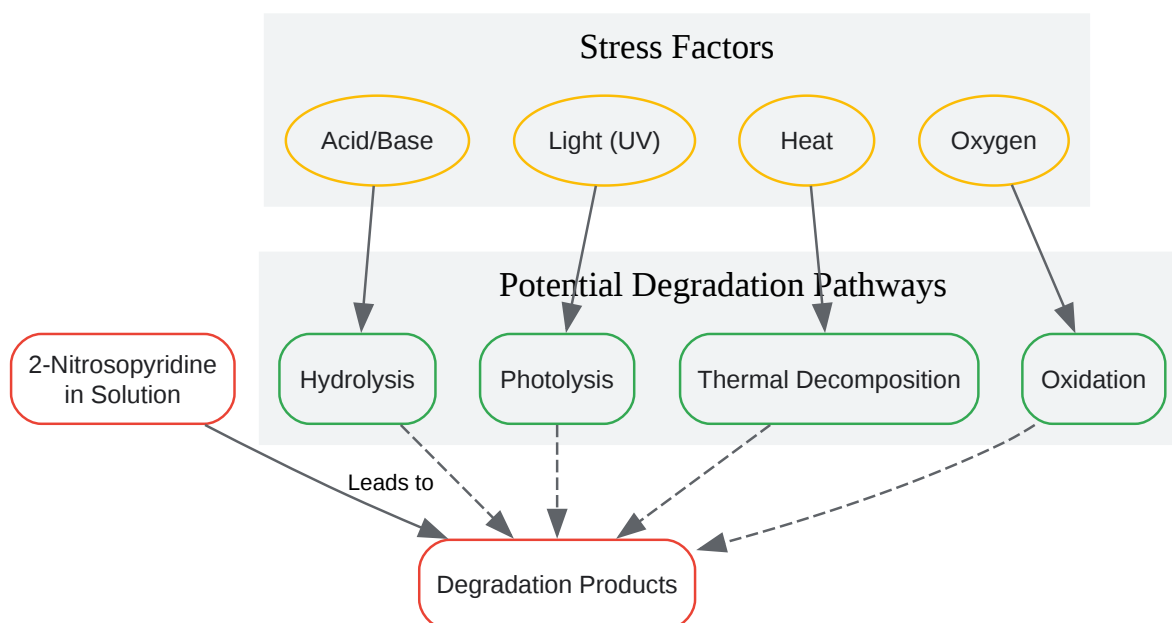 Stress Factors
Acid/Base
Light (UV)
Heat
Oxygen
Potential Degradation Pathways
2-Nitrosopyridine
in Solution
Hydrolysis
Photolysis
Thermal Decomposition
Oxidation
Leads to
Degradation Products